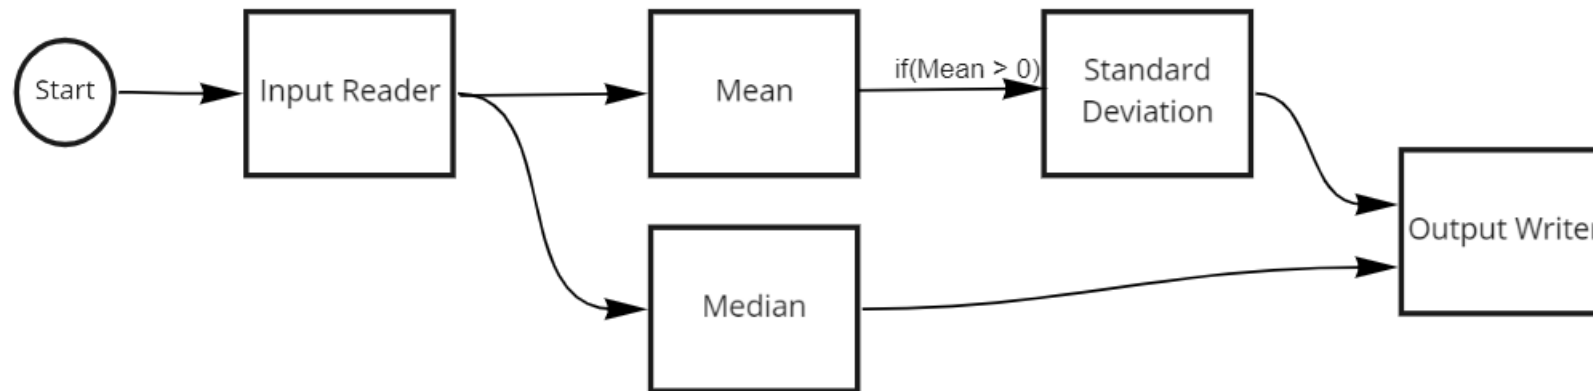 Start
Input Reader
Mean
if(Mean > 0)
Standard
Deviation
Median
Output Writer